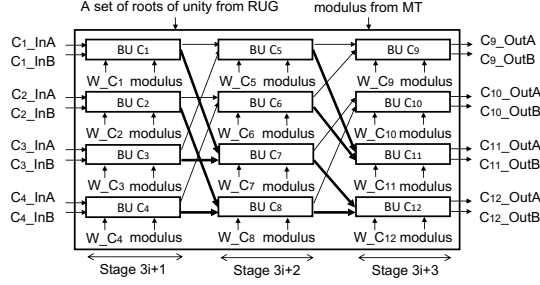 A set of roots of unity from RUG modulus from MT
C1_InA BU C1 BU C5 BU C9 C9_OutA
C1_InB C9_OutB
W_C1 modulus W_C5 modulus W_C9 modulus
C2_InA BU C2 BU C6 BU C10 C10_OutA
C2_InB C10_OutB
W_C2 modulus W_C6 modulus W_C10 modulus
C3_InA BU C3 BU C7 BU C11 C11_OutA
C3_InB C11_OutB
W_C3 modulus W_C7 modulus W_C11 modulus
C4_InA BU C4 BU C8 BU C12 C12_OutA
C4_InB C12_OutB
W_C4 modulus W_C8 modulus W_C12 modulus
Stage 3i+1 Stage 3i+2 Stage 3i+3